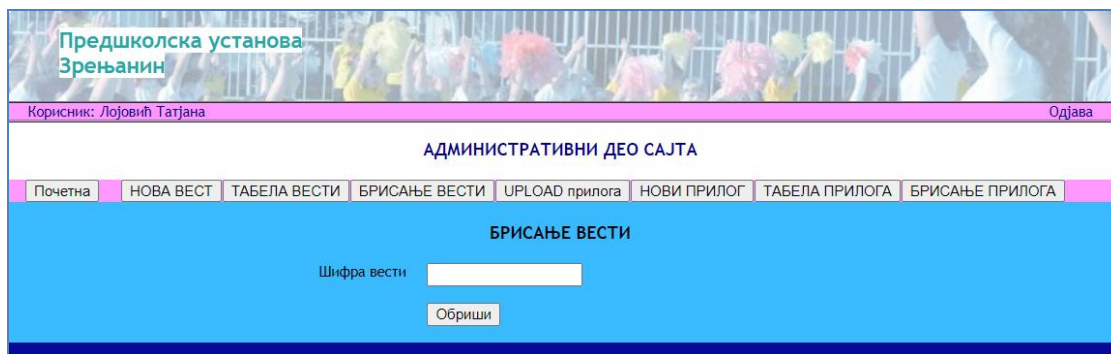 Предшколска установа
Зрењанин
Корисник: Лојовић Татјана Одјава
АДМИНИСТРАТИВНИ ДЕО САЈТА
Почетна НОВА ВЕСТ ТАБЕЛА ВЕСТИ БРИСАЊЕ ВЕСТИ UPLOAD прилога НОВИ ПРИЛОГ ТАБЕЛА ПРИЛОГА БРИСАЊЕ ПРИЛОГА
БРИСАЊЕ ВЕСТИ
Шифра вести
Обриши